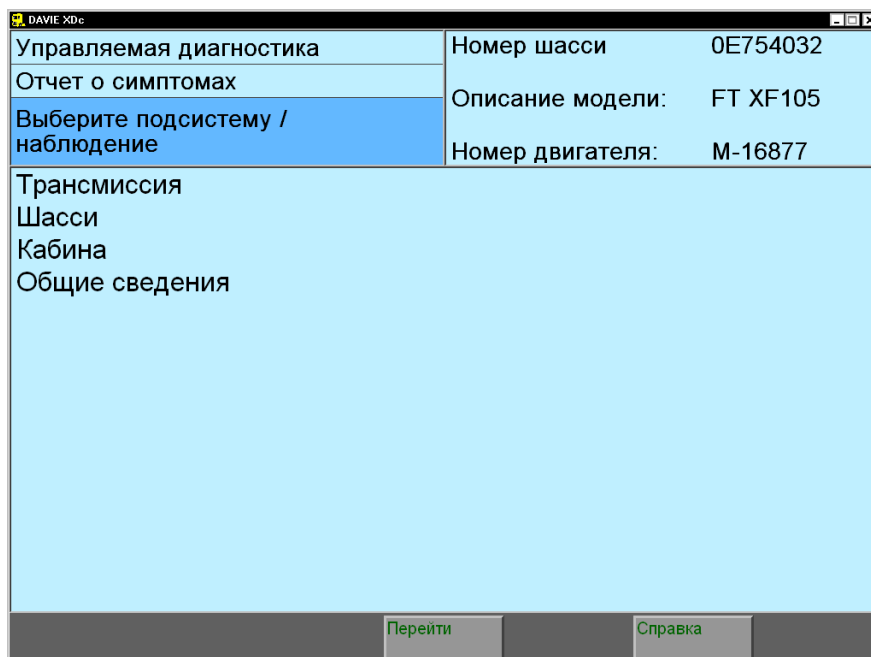 DAVIE XDc
Управляемая диагностика
Отчет о симптомах
Выберите подсистему /
наблюдение
Номер шасси 0E754032
Описание модели: FT XF105
Номер двигателя: M-16877
Трансмиссия
Шасси
Кабина
Общие сведения
Перейти
Справка